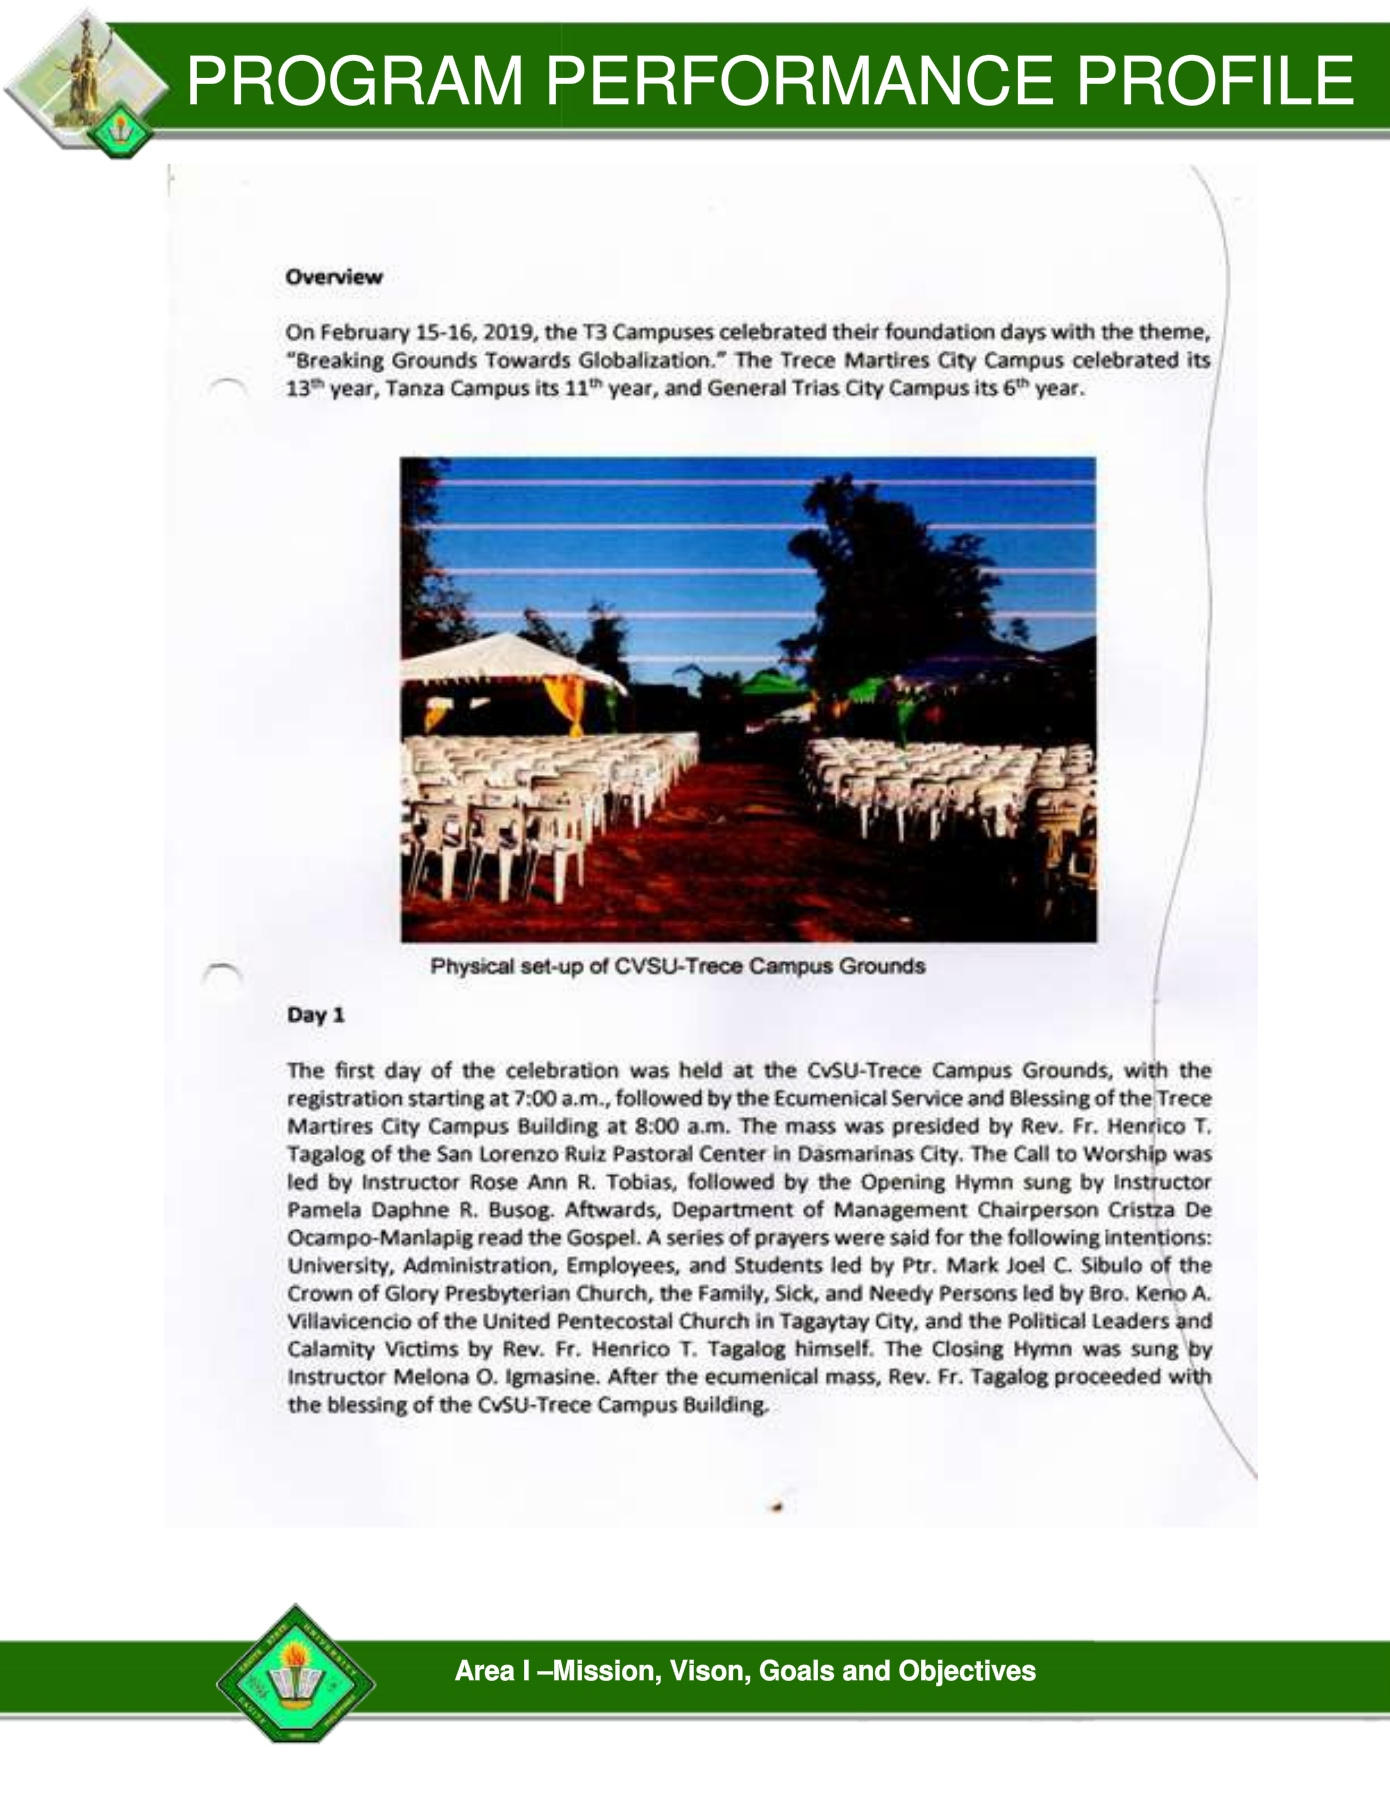 PROGRAM PERFORMANCE PROFILE
Overview
On February 15-16, 2019, the T3 Campuses celebrated their foundation days with the theme,
“Breaking Grounds Towards Globalization.” The Trece Martires City Campus celebrated its
13th year, Tanza Campus its 11th year, and General Trias City Campus its 6th year.
Physical set-up of CVSU-Trece Campus Grounds
Day 1
The first day of the celebration was held at the CvSU-Trece Campus Grounds, with the
registration starting at 7:00 a.m., followed by the Ecumenical Service and Blessing of the Trece
Martires City Campus Building at 8:00 a.m. The mass was presided by Rev. Fr. Henrico T.
Tagalog of the San Lorenzo Ruiz Pastoral Center in Dasmarinas City. The Call to Worship was
led by Instructor Rose Ann R. Tobias, followed by the Opening Hymn sung by Instructor
Pamela Daphne R. Busog. Aftwards, Department of Management Chairperson Cristza De
Ocampo-Manlapig read the Gospel. A series of prayers were said for the following intentions:
University, Administration, Employees, and Students led by Ptr. Mark Joel C. Sibulo of the
Crown of Glory Presbyterian Church, the Family, Sick, and Needy Persons led by Bro. Keno A.
Villavicencio of the United Pentecostal Church in Tagaytay City, and the Political Leaders and
Calamity Victims by Rev. Fr. Henrico T. Tagalog himself. The Closing Hymn was sung by
Instructor Melona O. Igmasine. After the ecumenical mass, Rev. Fr. Tagalog proceeded with
the blessing of the CvSU-Trece Campus Building.
CAVITE STATE UNIVERSITY
Area I –Mission, Vison, Goals and Objectives